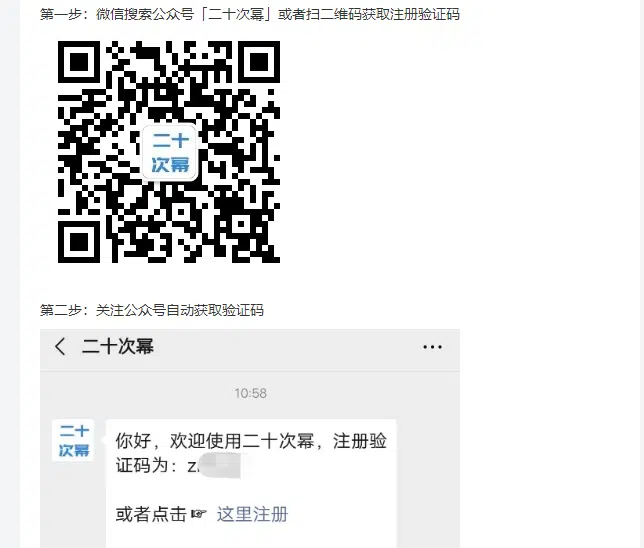 第一步：微信搜索公众号「二十次幂」或者扫二维码获取注册验证码
二十
次幂
第二步：关注公众号自动获取验证码
二十次幂
10:58
二十
次幂
你好，欢迎使用二十次幂，注册验
证码为：z
或者点击☞ 这里注册